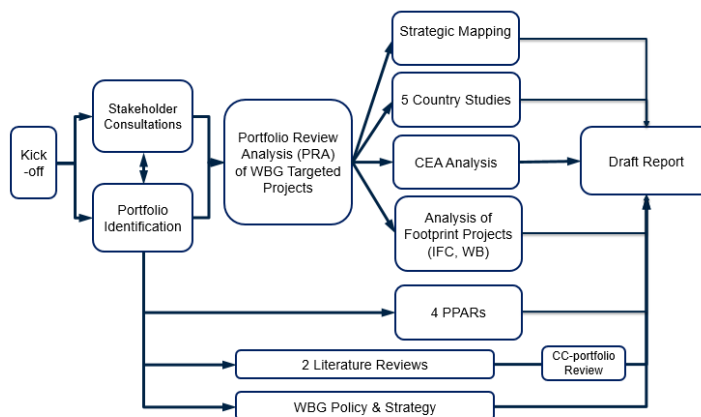 Kick
-off
Stakeholder
Consultations
Portfolio
Identification
Portfolio Review
Analysis (PRA)
of WBG Targeted
Projects
Strategic Mapping
5 Country Studies
CEA Analysis
Analysis of
Footprint Projects
(IFC, WB)
4 PPARs
2 Literature Reviews
CC-portfolio
Review
WBG Policy & Strategy
Draft Report